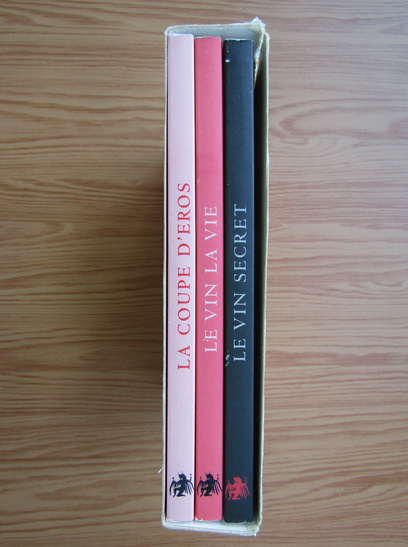 LA COUPE D'EROS
LE VIN LA VIE
LE VIN SECRET